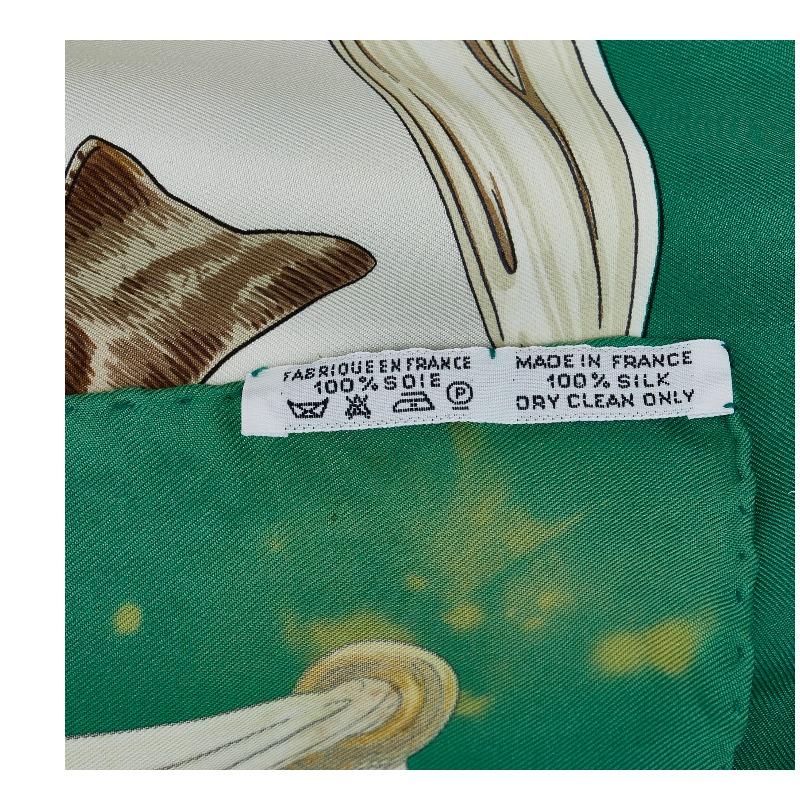 FABRIQUE EN FRANCE
100% SOIE
P
MADE IN FRANCE
100% SILK
DRY CLEAN ONLY